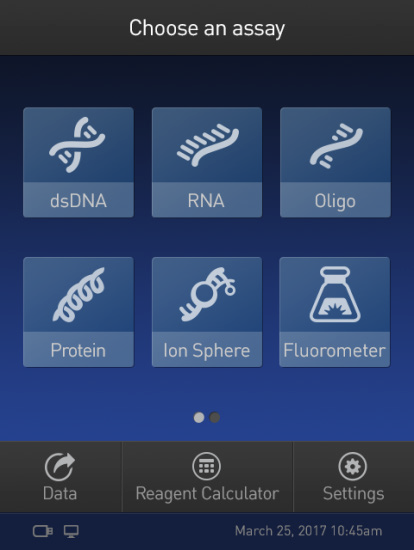 Choose an assay
dsDNA RNA Oligo
Protein Ion Sphere Fluorometer
Data Reagent Calculator Settings
March 25, 2017 10:45am